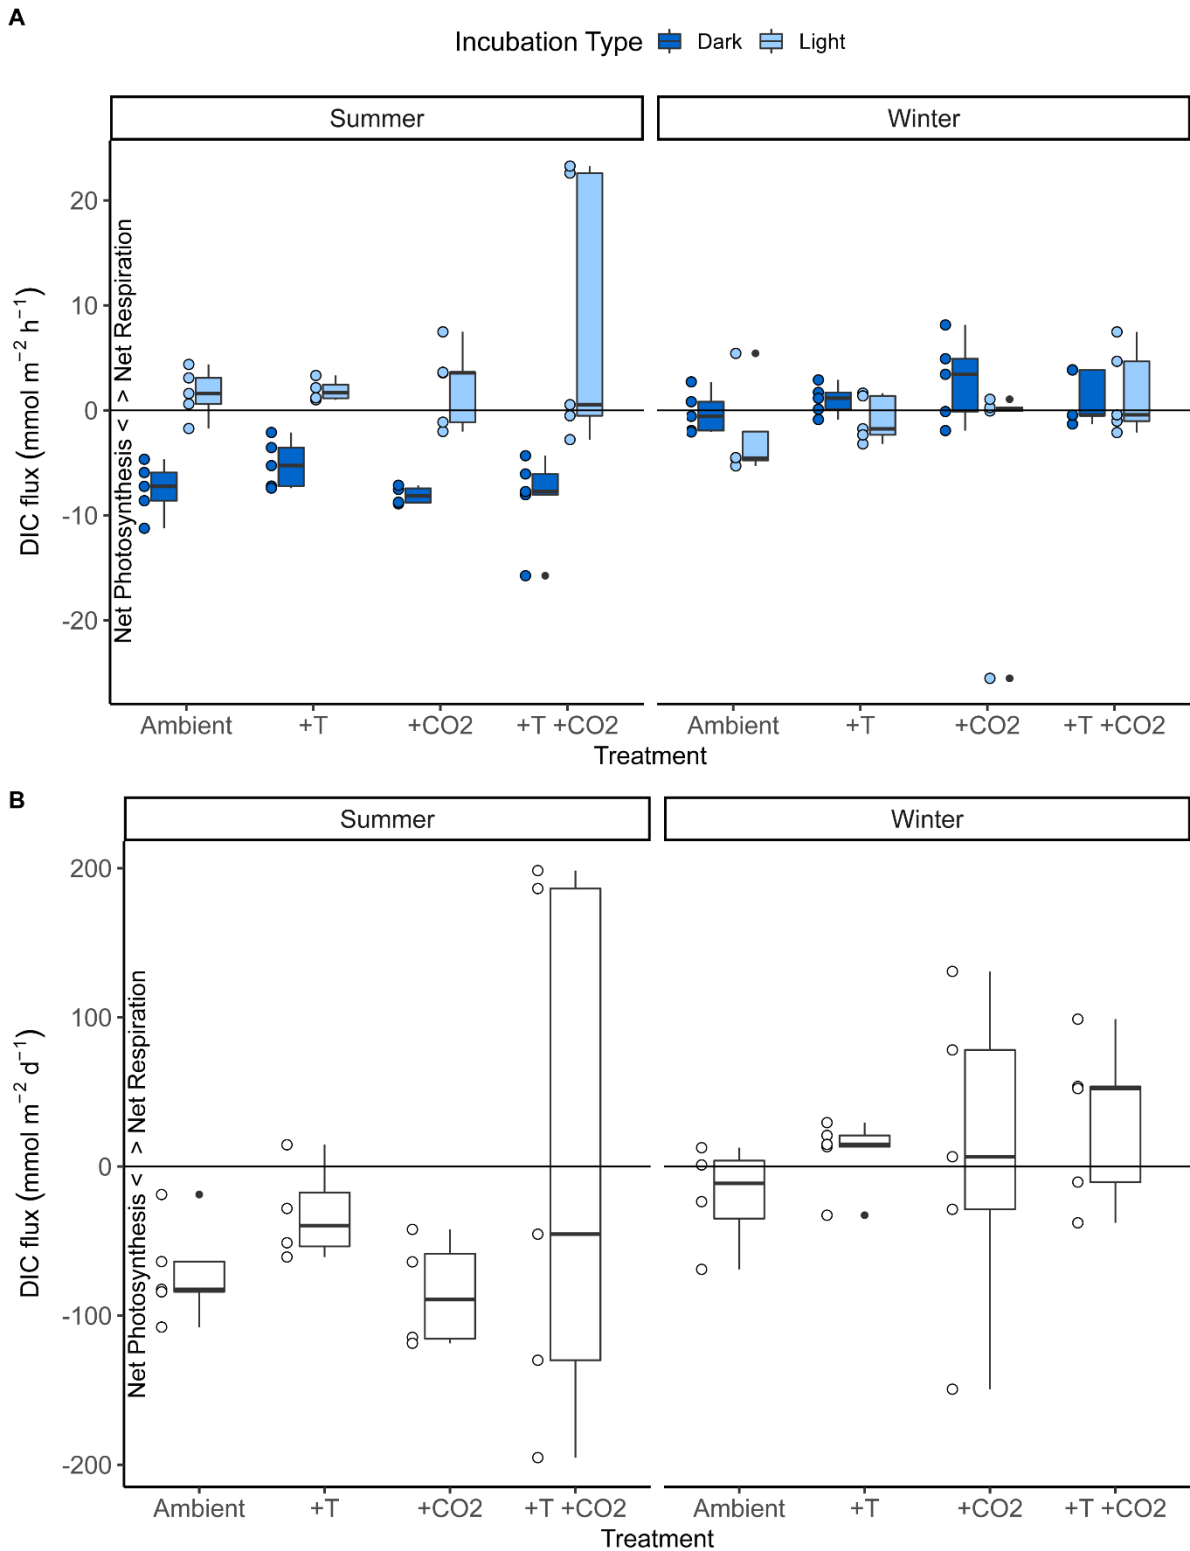 A
Incubation Type Dark Light
Summer Winter
DIC flux (mmol m−2 h−1)
Net Photosynthesis < > Net Respiration
20
10
0
-10
-20
Ambient +T +CO2 +T +CO2 Ambient +T +CO2 +T +CO2
Treatment
B
Summer Winter
DIC flux (mmol m−2 d−1)
Net Photosynthesis < > Net Respiration
200
100
0
-100
-200
Ambient +T +CO2 +T +CO2 Ambient +T +CO2 +T +CO2
Treatment